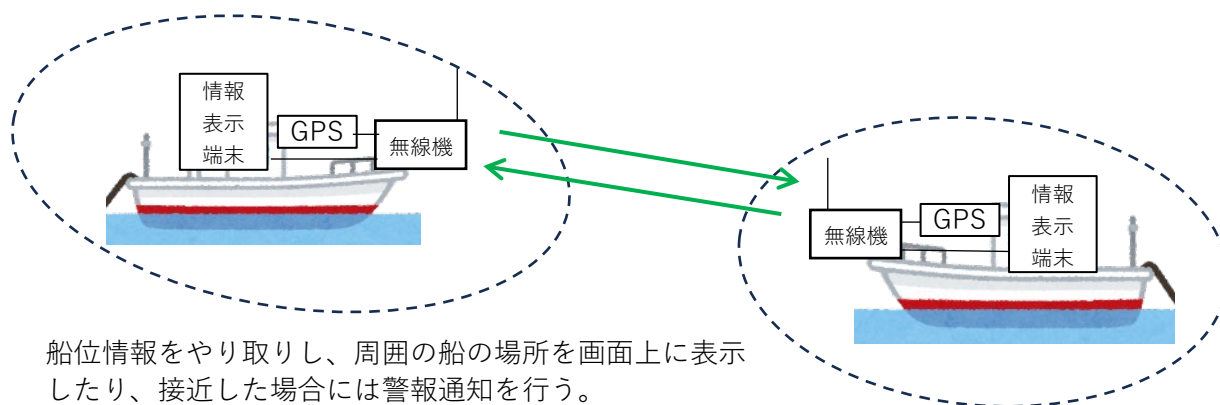 情報
表示
端末
GPS
無線機
無線機
GPS
情報
表示
端末
船位情報をやり取りし、周囲の船の場所を画面上に表示
したり、接近した場合には警報通知を行う。